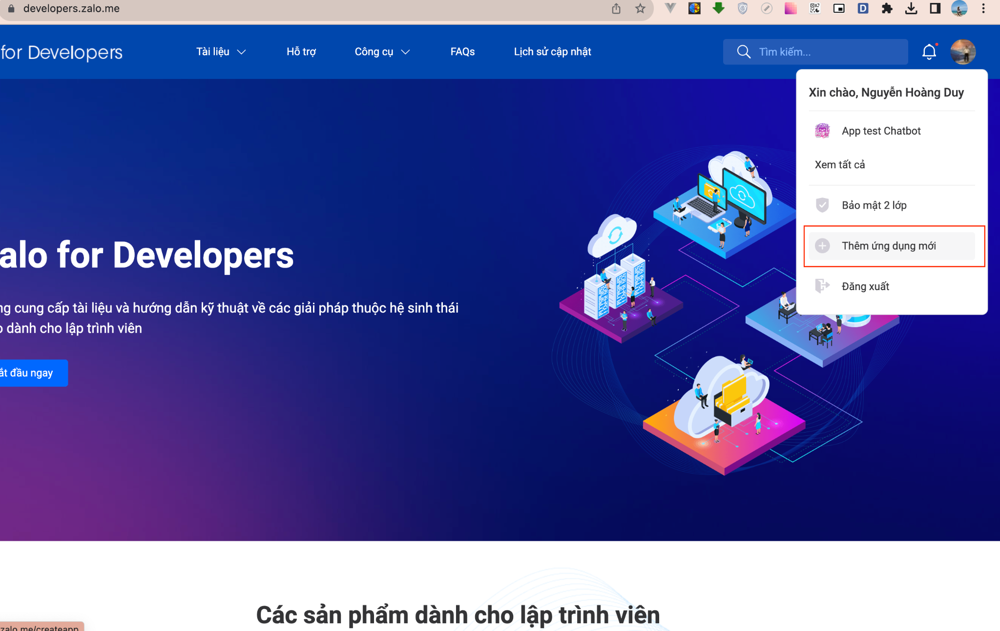 developers.zalo.me
D
for Developers
Tài liệu
Hỗ trợ
Công cụ
FAQs
Lịch sử cập nhật
Tìm kiếm...
Xin chào, Nguyễn Hoàng Duy
App test Chatbot
Xem tất cả
Bảo mật 2 lớp
Thêm ứng dụng mới
Đăng xuất
alo for Developers
ng cung cấp tài liệu và hướng dẫn kỹ thuật về các giải pháp thuộc hệ sinh thái
o dành cho lập trình viên
ắt đầu ngay
Các sản phẩm dành cho lập trình viên
zalo.me/createapp